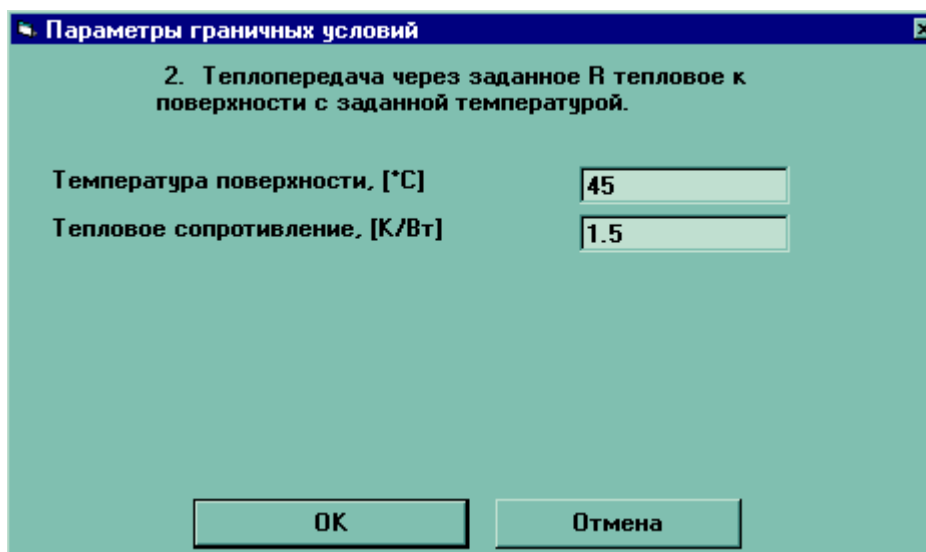 Параметры граничных условий
2. Теплопередача через заданное R тепловое к
поверхности с заданной температурой.
Температура поверхности, [*C] 45
Тепловое сопротивление, [К/Вт] 1.5
OK Отмена